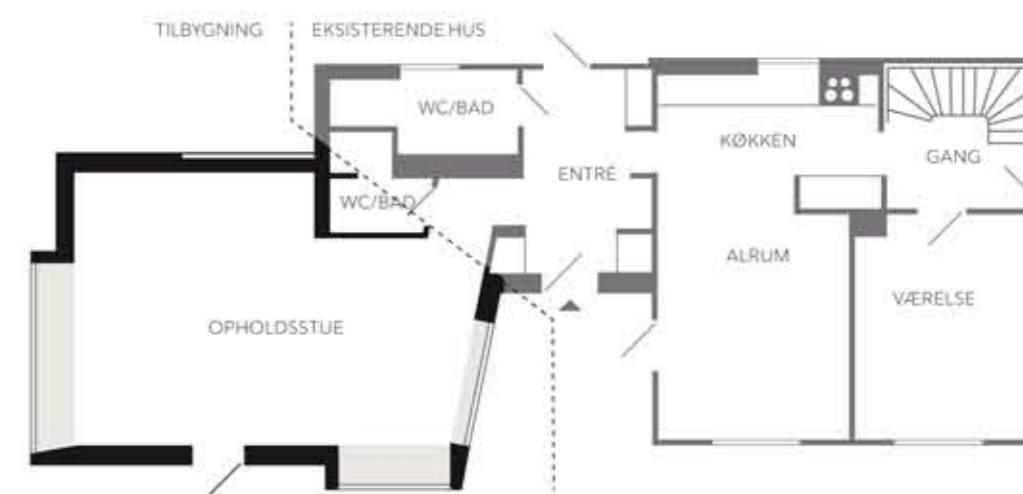 TILBYGNING
EKSISTERENDE HUS
WC/BAD
KØKKEN
GANG
ENTRÉ
WC/BAD
ALRUM
VÆRELSE
OPHOLDSSTUE